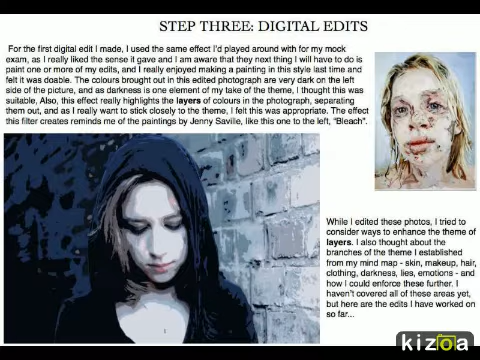 STEP THREE: DIGITAL EDITS
For the first digital edit I made, I used the same effect I'd played around with for my mock
exam, as I really liked the sense it gave and I am aware that they next thing I will have to do is
paint one or more of my edits, and I really enjoyed making a painting in this style last time and
felt it was doable. The colours brought out in this edited photograph are very dark on the left
side of the picture, and as darkness is one element of my take of the theme, I thought this was
suitable, Also, this effect really highlights the layers of colours in the photograph, separating
them out, and as I really want to stick closely to the theme, I felt this was appropriate. The effect
this filter creates reminds me of the paintings by Jenny Saville, like this one to the left, "Bleach".
While I edited these photos, I tried to
consider ways to enhance the theme of
layers. I also thought about the
branches of the theme I established
from my mind map - skin, makeup, hair,
clothing, darkness, lies, emotions - and
how I could enforce these further. I
haven't covered all of these areas yet,
but here are the edits I have worked on
so far...
kizoa